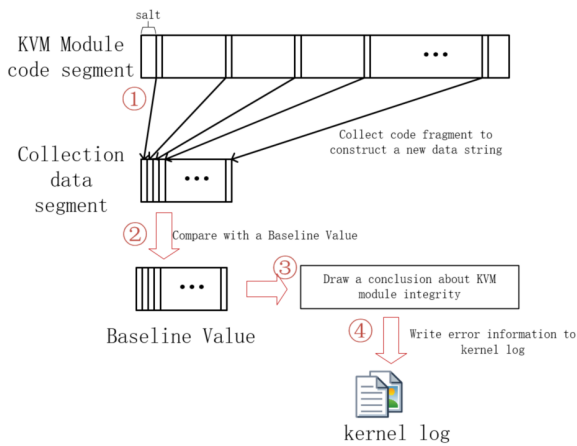 salt
KVM Module
code segment
•••
①
Collect code fragment to
construct a new data string
Collection
data
segment
•••
②
Compare with a Baseline Value
③
•••
Draw a conclusion about KVM
module integrity
Baseline Value
④
Write error information to
kernel log
kernel log